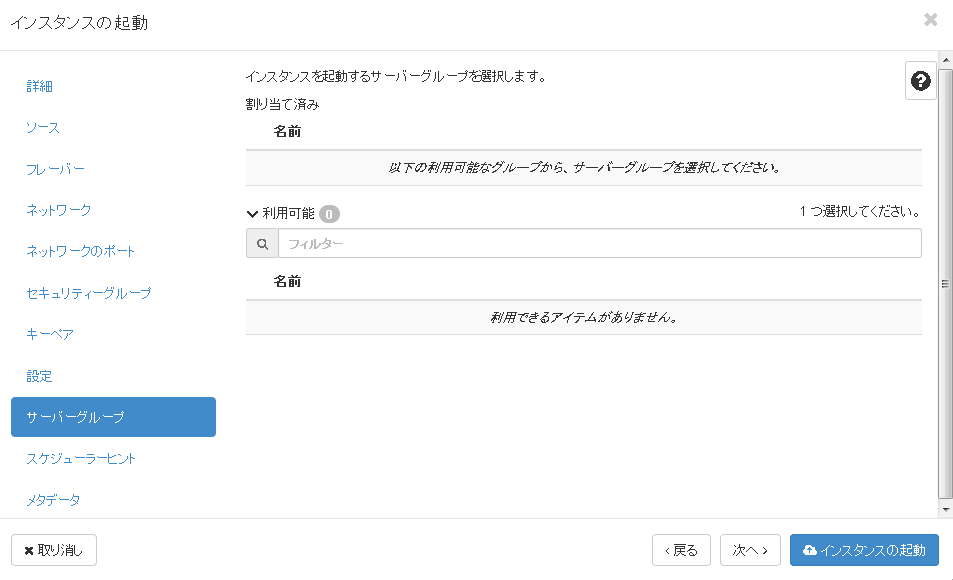 インスタンスの起動
詳細
ソース
フレーバー
ネットワーク
ネットワークのポート
セキュリティーグループ
キーペア
設定
サーバーグループ
スケジューラーヒント
メタデータ
インスタンスを起動するサーバーグループを選択します。
割り当て済み
名前
以下の利用可能なグループから、サーバーグループを選択してください。
利用可能 0
1 つ選択してください。
フィルター
名前
利用できるアイテムがありません。
× 取り消し
‹ 戻る
次へ ›
インスタンスの起動